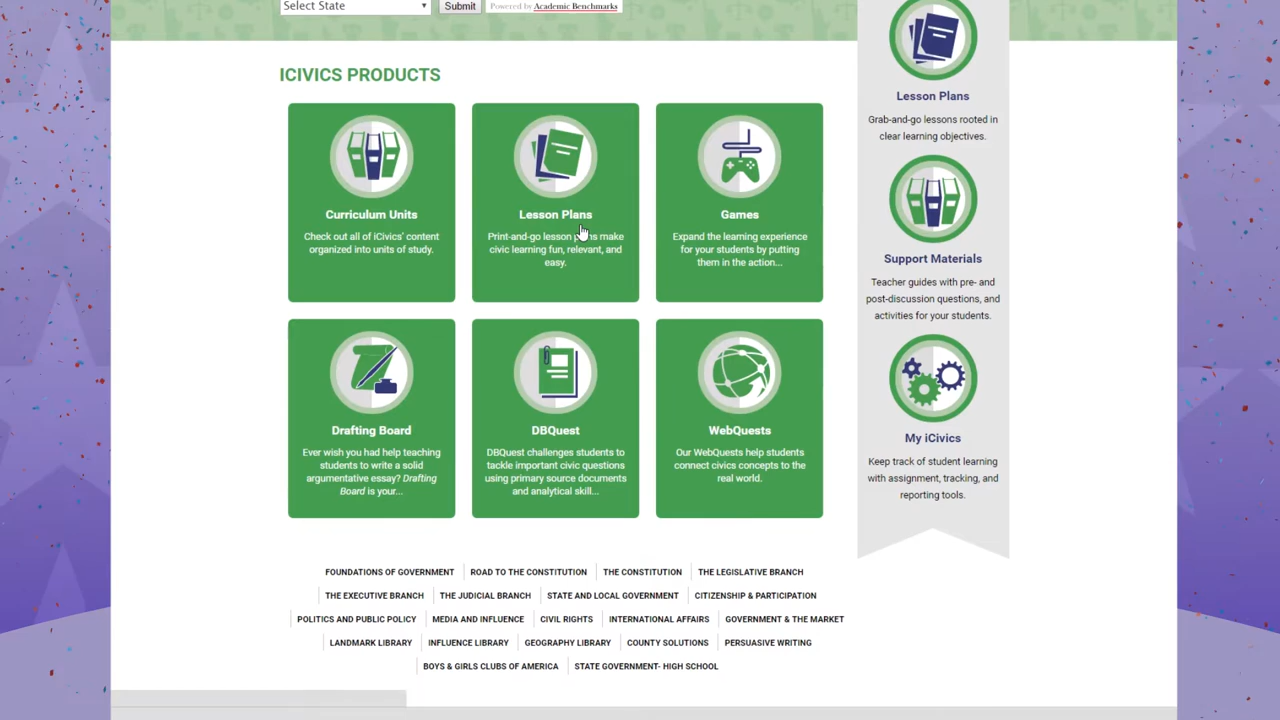 Select State
Submit
Powered by Academic Benchmarks
ICIVICS PRODUCTS
Curriculum Units
Check out all of iCivics' content
organized into units of study.
Lesson Plans
Print-and-go lesson make
civic learning fun, relevant, and
easy.
Games
Expand the learning experience
for your students by putting
them in the action...
Drafting Board
Ever wish you had help teaching
students to write a solid
argumentative essay? Drafting
Board is your...
DBQuest
DBQuest challenges students to
tackle important civic questions
using primary source documents
and analytical skill...
WebQuests
Our WebQuests help students
connect civics concepts to the
real world.
Lesson Plans
Grab-and-go lessons rooted in
clear learning objectives.
Support Materials
Teacher guides with pre- and
post-discussion questions, and
activities for your students.
My iCivics
Keep track of student learning
with assignment, tracking, and
reporting tools.
FOUNDATIONS OF GOVERNMENT ROAD TO THE CONSTITUTION THE CONSTITUTION THE LEGISLATIVE BRANCH
THE EXECUTIVE BRANCH THE JUDICIAL BRANCH STATE AND LOCAL GOVERNMENT CITIZENSHIP & PARTICIPATION
POLITICS AND PUBLIC POLICY MEDIA AND INFLUENCE CIVIL RIGHTS INTERNATIONAL AFFAIRS GOVERNMENT & THE MARKET
LANDMARK LIBRARY INFLUENCE LIBRARY GEOGRAPHY LIBRARY COUNTY SOLUTIONS PERSUASIVE WRITING
BOYS & GIRLS CLUBS OF AMERICA STATE GOVERNMENT- HIGH SCHOOL